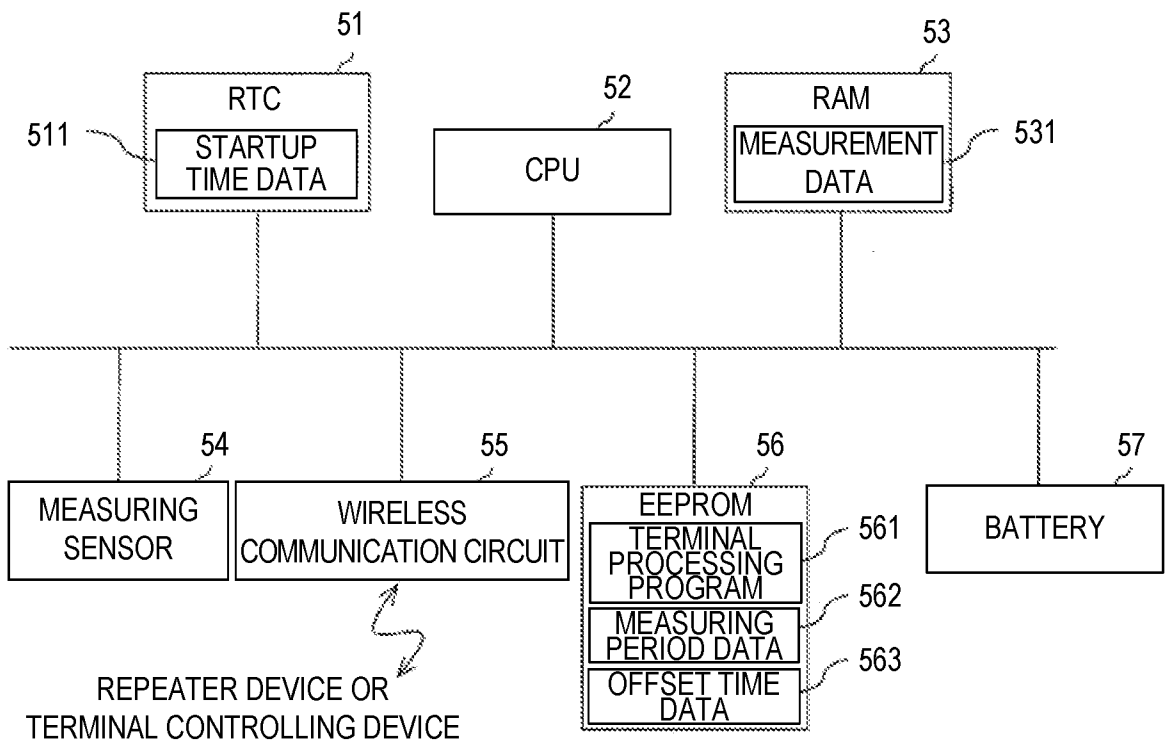 51
RTC
511
STARTUP
TIME DATA
52
CPU
53
RAM
MEASUREMENT
DATA
531
54
MEASURING
SENSOR
55
WIRELESS
COMMUNICATION CIRCUIT
REPEATER DEVICE OR
TERMINAL CONTROLLING DEVICE
56
EEPROM
TERMINAL
PROCESSING
PROGRAM
561
MEASURING
PERIOD DATA
562
OFFSET TIME
DATA
563
57
BATTERY